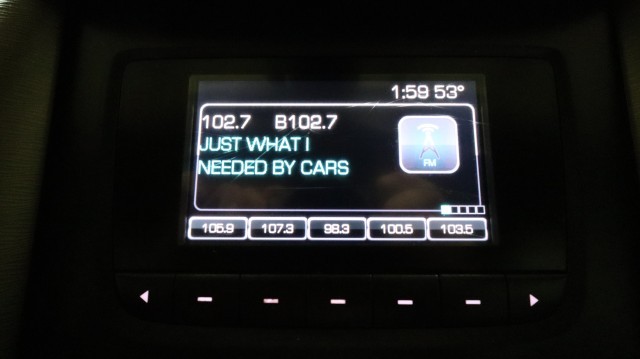 1:59 53°
102.7 B102.7
JUST WHAT I
NEEDED BY CARS
FM
105.9 107.3 98.3 100.5 103.5